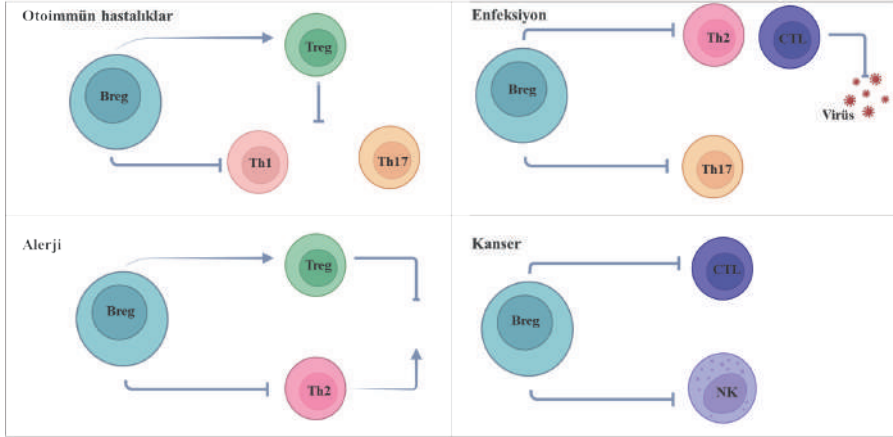 Otoimmün hastalıklar
Treg
Breg
Th1
Th17
Enfeksiyon
Th2
CTL
Breg
Virüs
Th17
Alerji
Treg
Breg
Th2
Kanser
CTL
Breg
NK